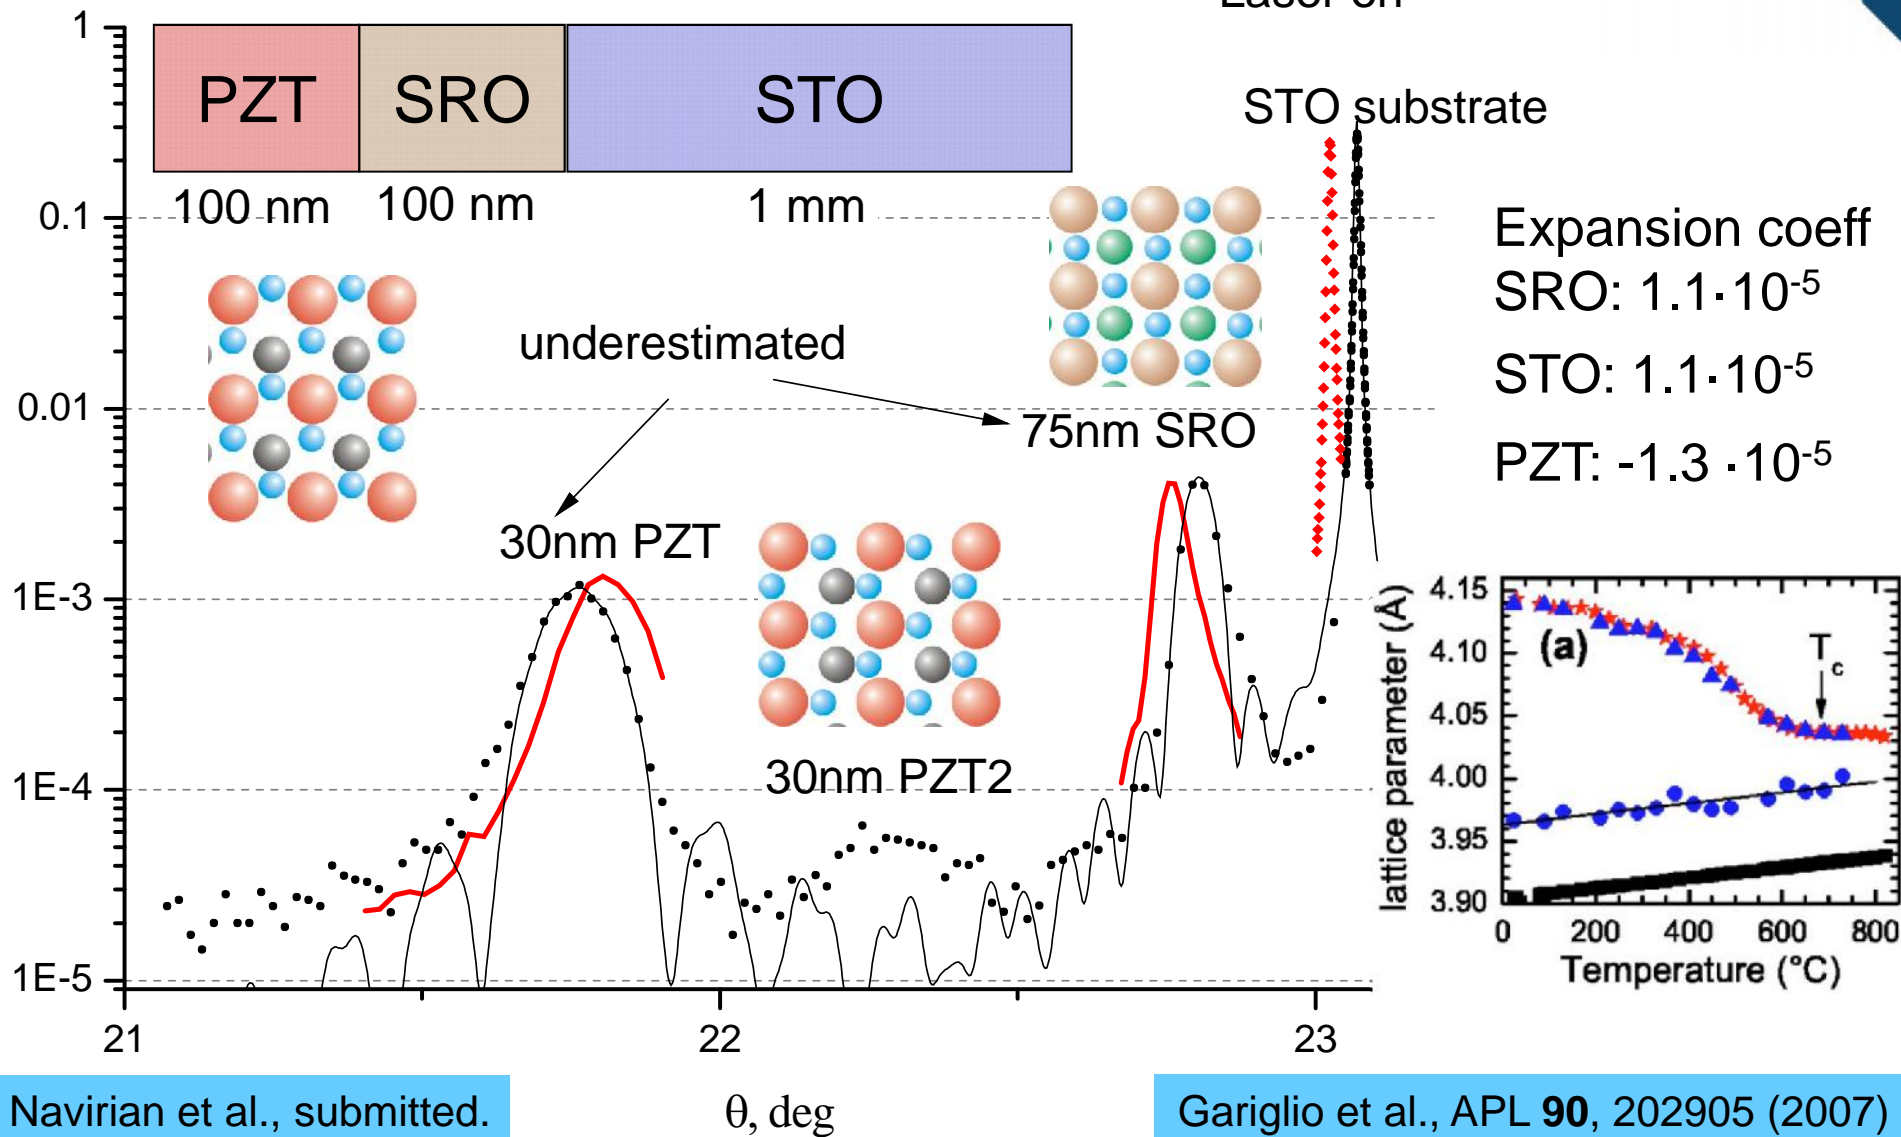 Laser on
1
PZT
SRO
STO
STO substrate
100 nm
100 nm
1 mm
0.1
Expansion coeff
SRO: 1.1·10-5
underestimated
STO: 1.1·10-5
0.01
75nm SRO
PZT: -1.3 ·10-5
30nm PZT
1E-3
30nm PZT2
1E-4
1E-5
21
22
23
θ, deg
lattice parameter (Å)
4.15
4.10
4.05
4.00
3.95
3.90
(a)
Tc
0
200
400
600
800
Temperature (°C)
Navirian et al., submitted.
Gariglio et al., APL 90, 202905 (2007)